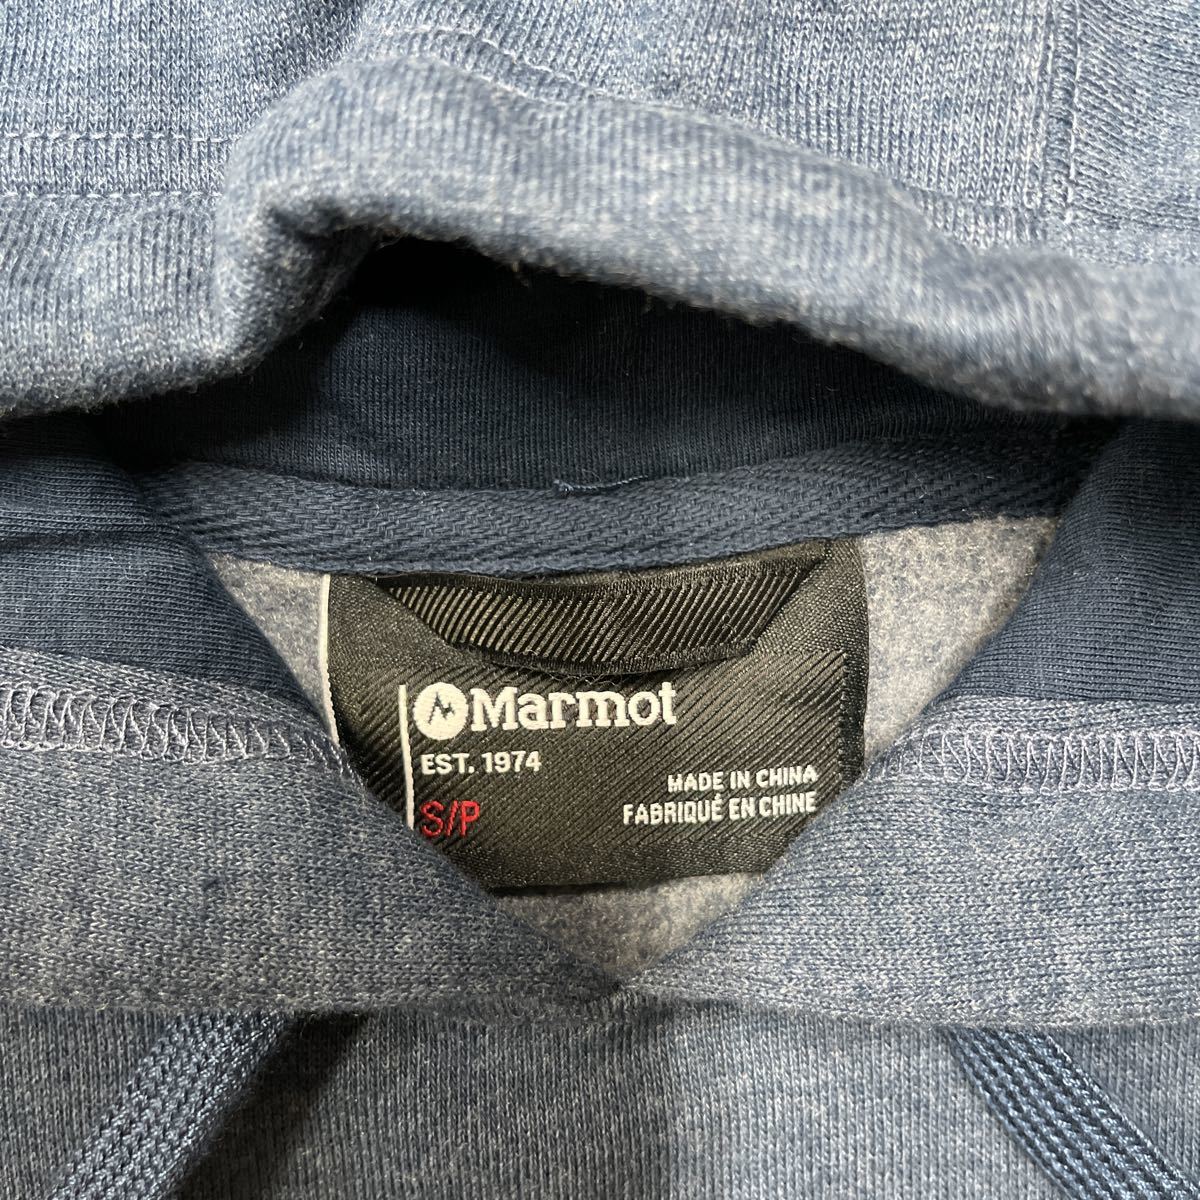 Marmot
EST. 1974
S/P
MADE IN CHINA
FABRIQUÉ EN CHINE